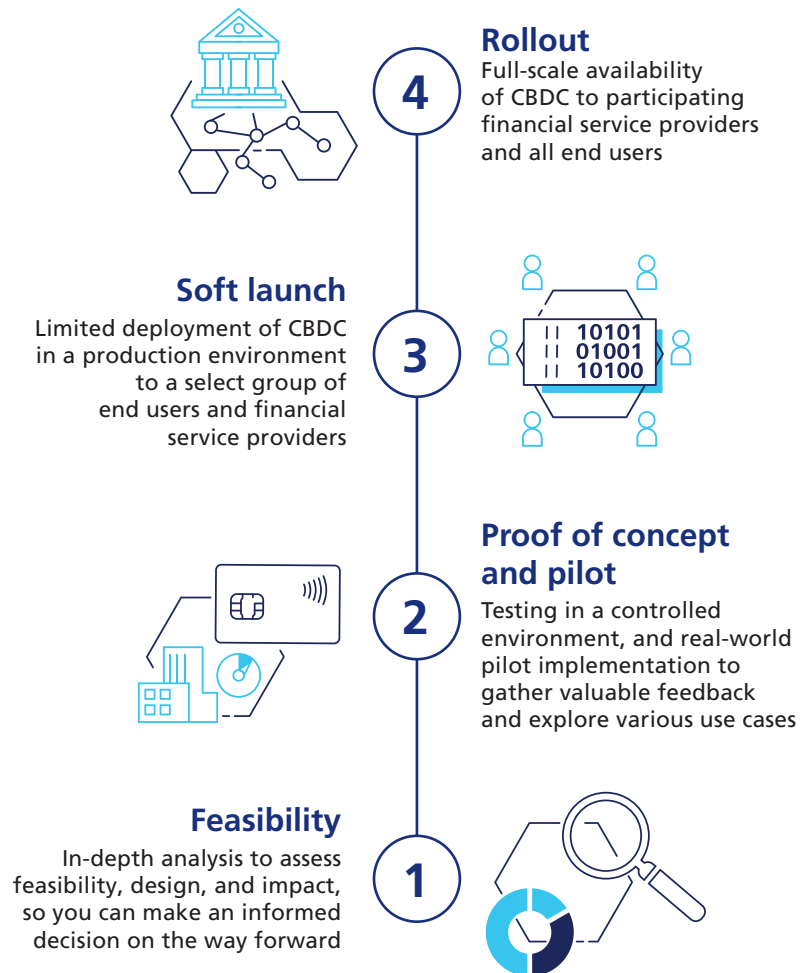 4
Rollout
Full-scale availability
of CBDC to participating
financial service providers
and all end users
Soft launch
Limited deployment of CBDC
in a production environment
to a select group of
end users and financial
service providers
3
10101
01001
10100
2
Proof of concept
and pilot
Testing in a controlled
environment, and real-world
pilot implementation to
gather valuable feedback
and explore various use cases
Feasibility
In-depth analysis to assess
feasibility, design, and impact,
so you can make an informed
decision on the way forward
1